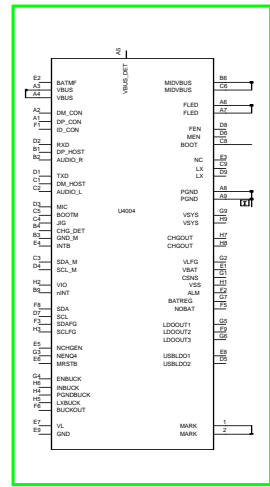 A5
VBUS_DET
E2 BATMF
A3 VBUS
A4 VBUS
A2 DM_CON
A1 DP_CON
F1 ID_CON
D2 RXD
B1 DP_HOST
B2 AUDIO_R
D1 TXD
C1 DM_HOST
C2 AUDIO_L
D3 MIC
C5 BOOTM
C4 JIG
B4 CHG_DET
B3 GND_M
E4 INTB
C3 SDA_M
D4 SCL_M
H2 VIO
B9 nINT
F8 SDA
D7 SCL
F3 SDAFG
H3 SCLFG
E5 NCHGEN
G3 NENQ4
E6 MRSTB
G4 ENBUCK
H6 INBUCK
H4 PGNDBUCK
H5 LXBUCK
F6 BUCKOUT
E7 VL
E9 GND
U4004
MIDVBUS B6
MIDVBUS C6
FLED A6
FLED A7
FEN D8
MEN D6
BOOT C8
NC E3
LX C9
LX D9
PGND A8
PGND A9
VSYS G9
VSYS H9
CHGOUT H7
CHGOUT H8
VLFG G2
VBAT E1
CSNS G1
VSS H1
ALM F2
BATREG G7
NOBAT F5
LDOOUT1 G5
LDOOUT2 F9
LDOOUT3 G6
USBLDO1 E8
USBLDO2 D5
MARK 1
MARK 2